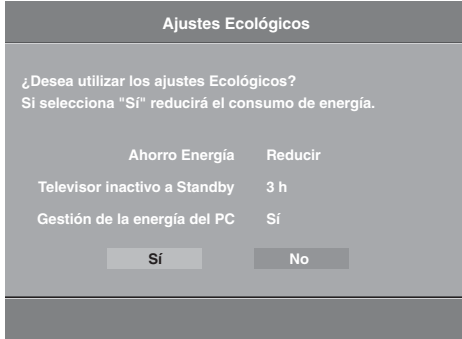 Ajustes Ecológicos
¿Desea utilizar los ajustes Ecológicos?
Si selecciona "Sí" reducirá el consumo de energía.
Ahorro Energía Reducir
Televisor inactivo a Standby 3 h
Gestión de la energía del PC Sí
Sí No